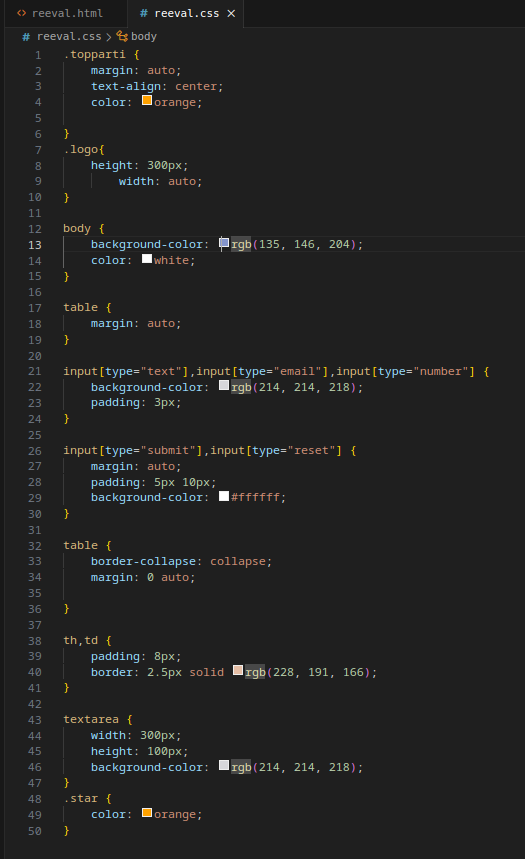 <> reeval.html
# reeval.css ×
# reeval.css > body
1 .topparti {
2     margin: auto;
3     text-align: center;
4     color: orange;
5
6 }
7 .logo{
8     height: 300px;
9         width: auto;
10 }
11
12 body {
13     background-color: rgb(135, 146, 204);
14     color: white;
15 }
16
17 table {
18     margin: auto;
19 }
20
21 input[type="text"],input[type="email"],input[type="number"] {
22     background-color: rgb(214, 214, 218);
23     padding: 3px;
24 }
25
26 input[type="submit"],input[type="reset"] {
27     margin: auto;
28     padding: 5px 10px;
29     background-color: #ffffff;
30 }
31
32 table {
33     border-collapse: collapse;
34     margin: 0 auto;
35
36 }
37
38 th,td {
39     padding: 8px;
40     border: 2.5px solid rgb(228, 191, 166);
41 }
42
43 textarea {
44     width: 300px;
45     height: 100px;
46     background-color: rgb(214, 214, 218);
47 }
48 .star {
49     color: orange;
50 }